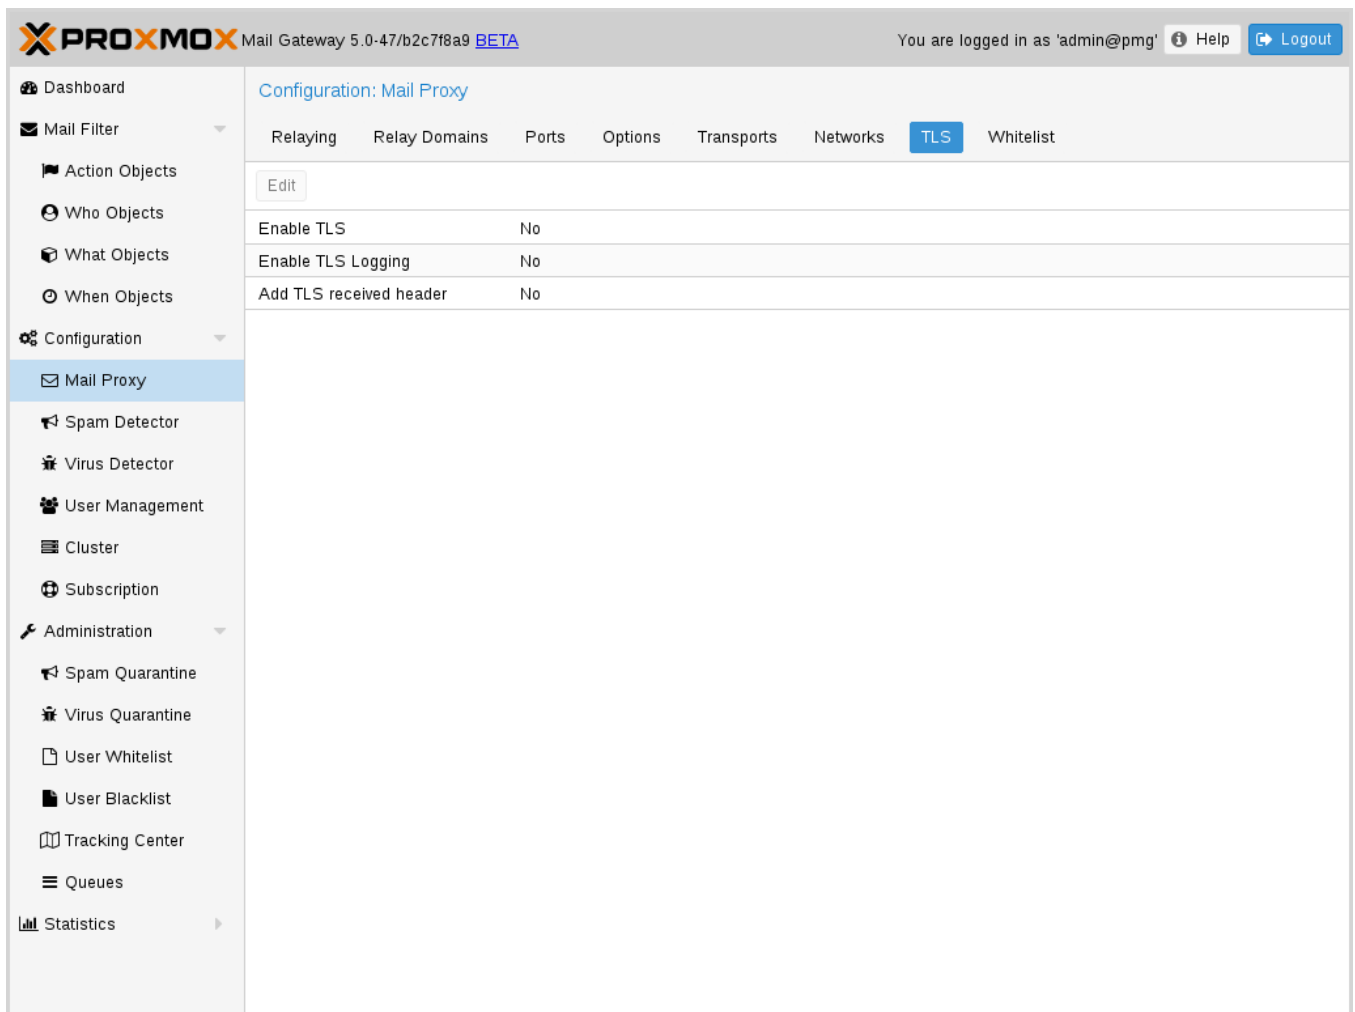 PROXMOX Mail Gateway 5.0-47/b2c7f8a9 BETA You are logged in as 'admin@pmg' Help Logout
Dashboard
Mail Filter
Action Objects
Who Objects
What Objects
When Objects
Configuration
Mail Proxy
Spam Detector
Virus Detector
User Management
Cluster
Subscription
Administration
Spam Quarantine
Virus Quarantine
User Whitelist
User Blacklist
Tracking Center
Queues
Statistics
Configuration: Mail Proxy
Relaying Relay Domains Ports Options Transports Networks TLS Whitelist
Edit
Enable TLS No
Enable TLS Logging No
Add TLS received header No